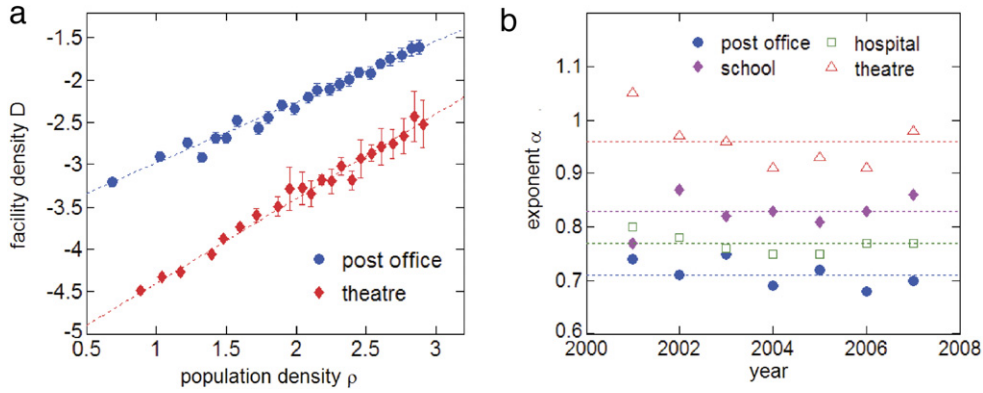 a
facility density D
-1.5
-2
-2.5
-3
-3.5
-4
-4.5
-5
0.5
1
1.5
2
2.5
3
population density ρ
post office
theatre
b
exponent α
1.1
1
0.9
0.8
0.7
0.6
2000
2002
2004
2006
2008
year
post office
school
hospital
theatre